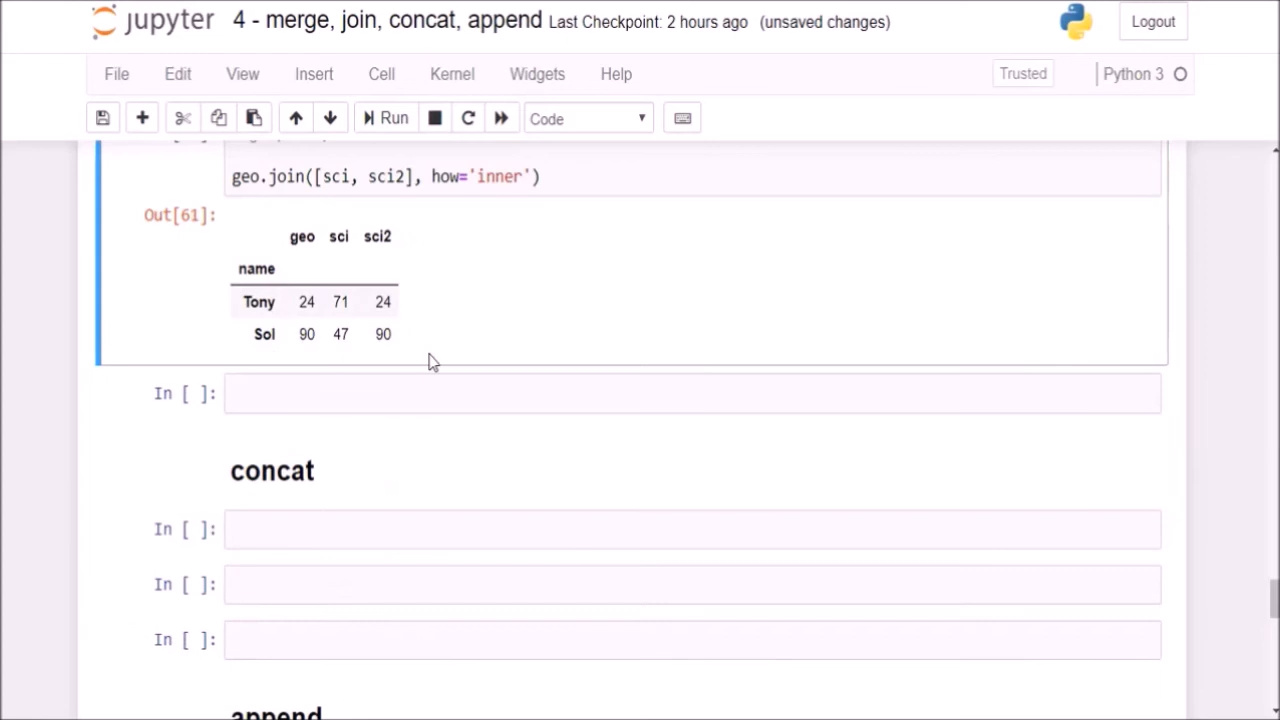 jupyter 4 - merge, join, concat, append Last Checkpoint: 2 hours ago (unsaved changes) Logout
File Edit View Insert Cell Kernel Widgets Help Trusted Python 3
Run Code
geo.join([sci, sci2], how='inner')
Out[61]:
geo sci sci2
name
Tony 24 71 24
Sol 90 47 90
In [ ]:
concat
In [ ]:
In [ ]:
In [ ]:
append